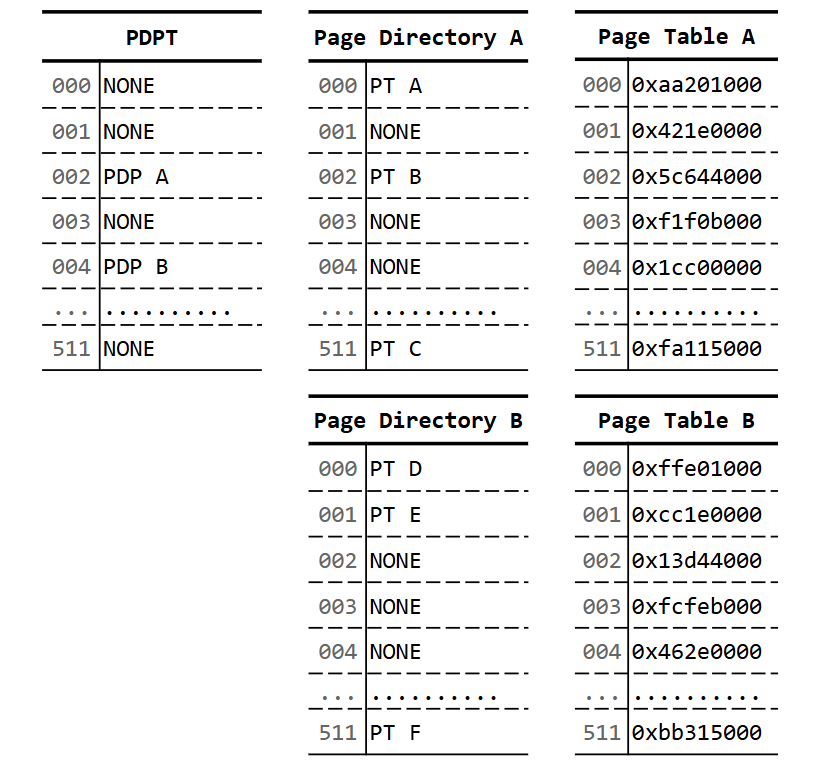 PDPT
000 NONE
001 NONE
002 PDP A
003 NONE
004 PDP B
... ..........
511 NONE
Page Directory A
000 PT A
001 NONE
002 PT B
003 NONE
004 NONE
... ..........
511 PT C
Page Table A
000 0xaa201000
001 0x421e0000
002 0x5c644000
003 0xf1f0b000
004 0x1cc00000
... ..........
511 0xfa115000
Page Directory B
000 PT D
001 PT E
002 NONE
003 NONE
004 NONE
... ..........
511 PT F
Page Table B
000 0xffe01000
001 0xcc1e0000
002 0x13d44000
003 0xfcfeb000
004 0x462e0000
... ..........
511 0xbb315000